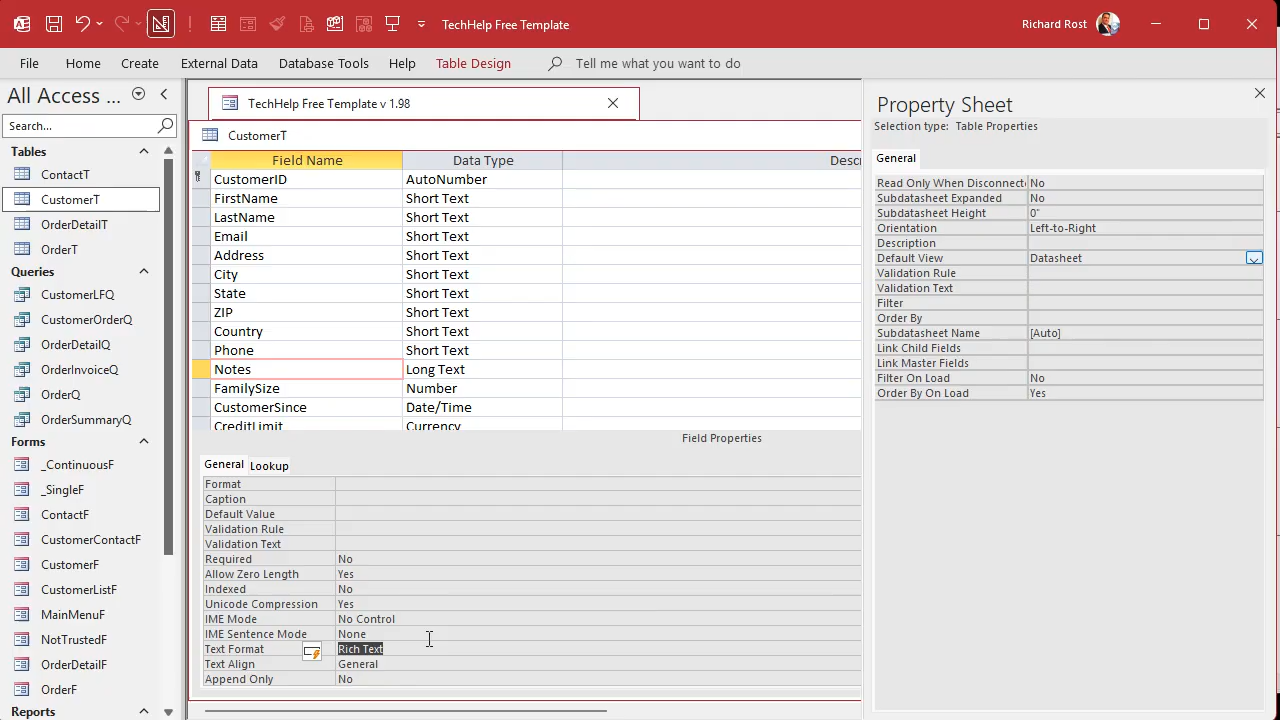 TechHelp Free Template
Richard Rost
File Home Create External Data Database Tools Help Table Design Tell me what you want to do
All Access ...
Search...
Tables
ContactT
CustomerT
OrderDetailT
OrderT
Queries
CustomerLFQ
CustomerOrderQ
OrderDetailQ
OrderInvoiceQ
OrderQ
OrderSummaryQ
Forms
_ContinuousF
_SingleF
ContactF
CustomerContactF
CustomerF
CustomerListF
MainMenuF
NotTrustedF
OrderDetailF
OrderF
Reports
TechHelp Free Template v 1.98
CustomerT
Field Name Data Type Descr
CustomerID AutoNumber
FirstName Short Text
LastName Short Text
Email Short Text
Address Short Text
City Short Text
State Short Text
ZIP Short Text
Country Short Text
Phone Short Text
Notes Long Text
FamilySize Number
CustomerSince Date/Time
CreditLimit Currency
Field Properties
General Lookup
Format
Caption
Default Value
Validation Rule
Validation Text
Required No
Allow Zero Length Yes
Indexed No
Unicode Compression Yes
IME Mode No Control
IME Sentence Mode None
Text Format Rich Text
Text Align General
Append Only No
Property Sheet
Selection type: Table Properties
General
Read Only When Disconnecte No
Subdatasheet Expanded No
Subdatasheet Height 0"
Orientation Left-to-Right
Description
Default View Datasheet
Validation Rule
Validation Text
Filter
Order By
Subdatasheet Name [Auto]
Link Child Fields
Link Master Fields
Filter On Load No
Order By On Load Yes